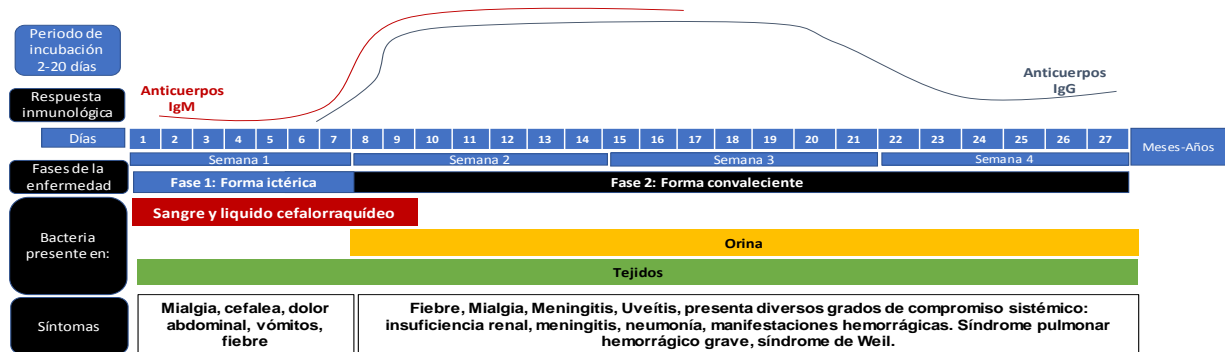 Periodo de
incubación
2-20 días
Respuesta
inmunológica
Anticuerpos
IgM
Anticuerpos
IgG
Días
1 2 3 4 5 6 7 8 9 10 11 12 13 14 15 16 17 18 19 20 21 22 24 25 26 27
Meses-Años
Semana 1 Semana 2 Semana 3 Semana 4
Fases de la
enfermedad
Fase 1: Forma ictérica
Fase 2: Forma convaleciente
Bacteria
presente en:
Sangre y liquido cefalorraquídeo
Orina
Tejidos
Síntomas
Mialgia, cefalea, dolor
abdominal, vómitos,
fiebre
Fiebre, Mialgia, Meningitis, Uveítis, presenta diversos grados de compromiso sistémico:
insuficiencia renal, meningitis, neumonía, manifestaciones hemorrágicas. Síndrome pulmonar
hemorrágico grave, síndrome de Weil.